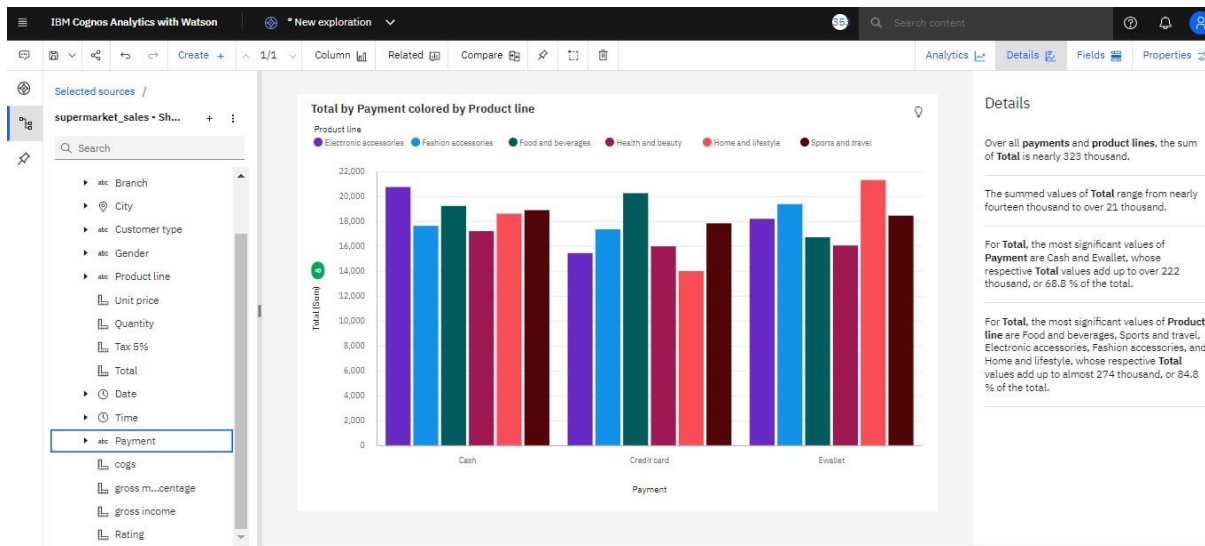 IBM Cognos Analytics with Watson
* New exploration
Search content
Create +
1/1
Column
Related
Compare
Analytics
Details
Fields
Properties
Selected sources /
supermarket_sales - Sh...
Search
abc Branch
City
abc Customer type
abc Gender
abc Product line
Unit price
Quantity
Tax 5%
Total
Date
Time
abc Payment
cogs
gross m...centage
gross income
Rating
Total by Payment colored by Product line
Product line
Electronic accessories Fashion accessories Food and beverages Health and beauty Home and lifestyle Sports and travel
22,000
20,000
18,000
16,000
14,000
12,000
10,000
8,000
6,000
4,000
2,000
0
Total (Sum)
Cash Credit card Ewallet
Payment
Details
Over all payments and product lines, the sum
of Total is nearly 323 thousand.
The summed values of Total range from nearly
fourteen thousand to over 21 thousand.
For Total, the most significant values of
Payment are Cash and Ewallet, whose
respective Total values add up to over 222
thousand, or 68.8 % of the total.
For Total, the most significant values of Product
line are Food and beverages, Sports and travel,
Electronic accessories, Fashion accessories, and
Home and lifestyle, whose respective Total
values add up to almost 274 thousand, or 84.8
% of the total.